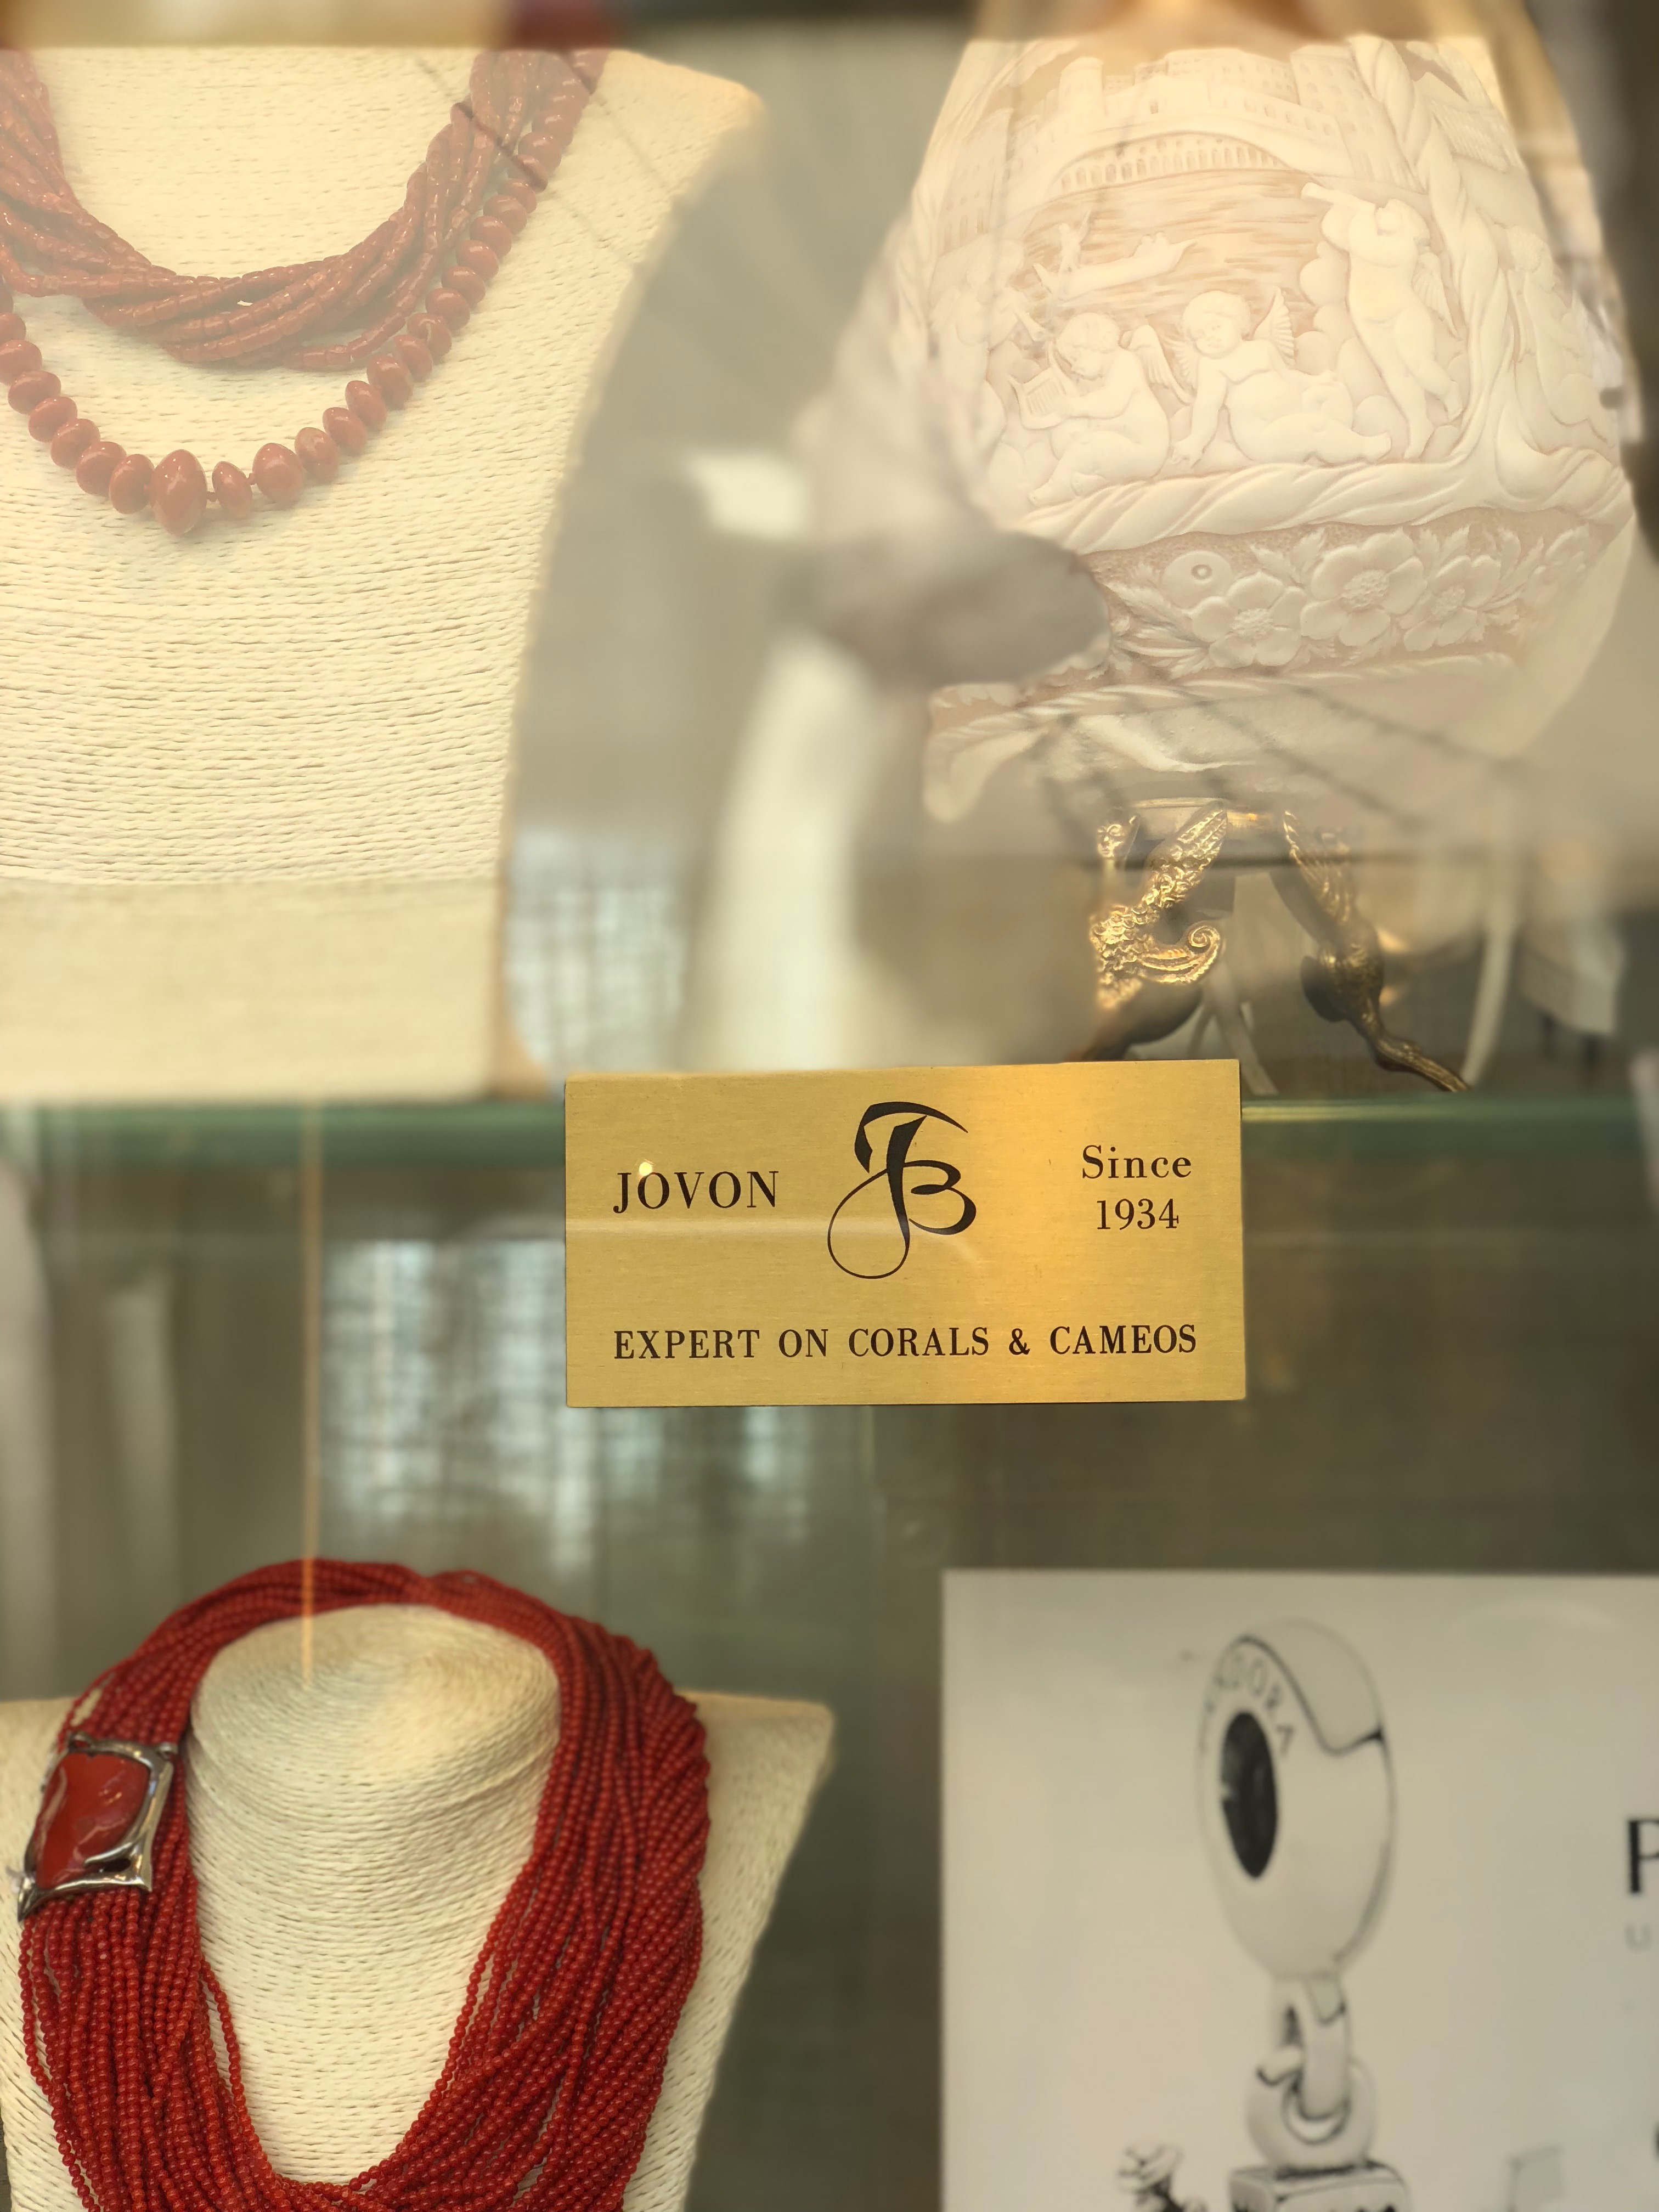 JOVON
Since
1934
EXPERT ON CORALS & CAMEOS